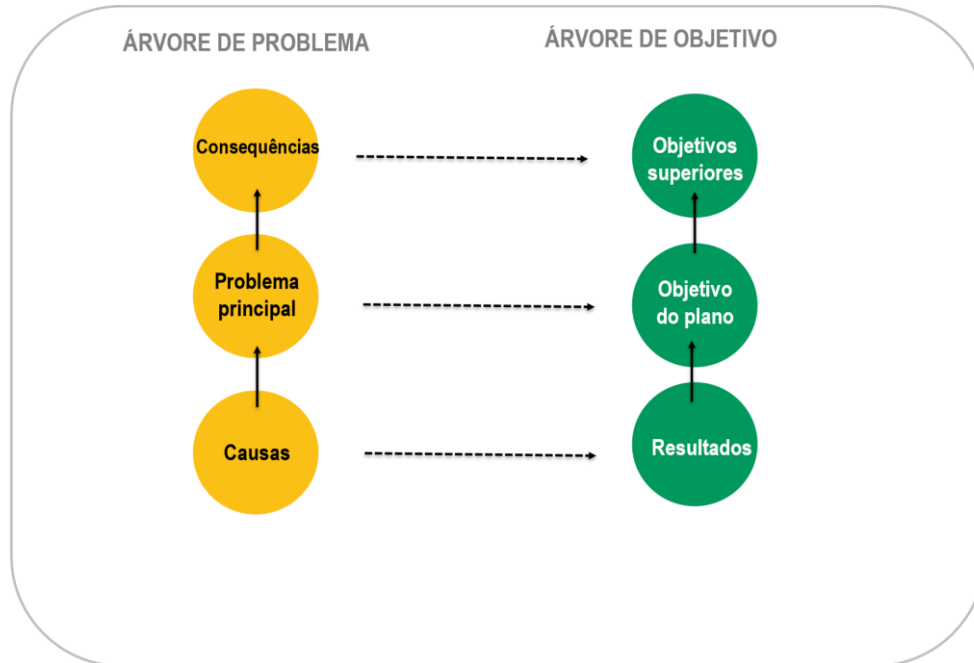 ÁRVORE DE PROBLEMA
ÁRVORE DE OBJETIVO
Consequências
Objetivos
superiores
Problema
principal
Objetivo
do plano
Causas
Resultados